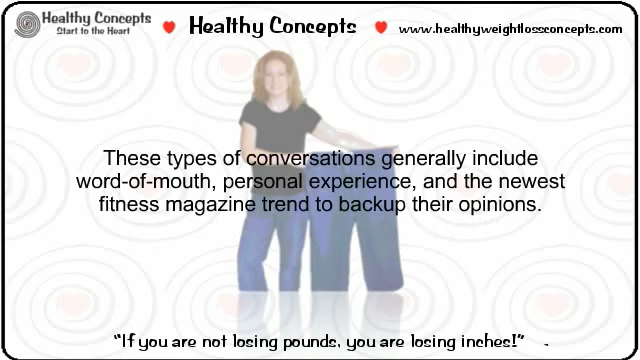 Healthy Concepts
Start to the Heart
Healthy Concepts
www.healthyweightlossconcepts.com
These types of conversations generally include
word-of-mouth, personal experience, and the newest
fitness magazine trend to backup their opinions.
"If you are not losing pounds, you are losing inches!"